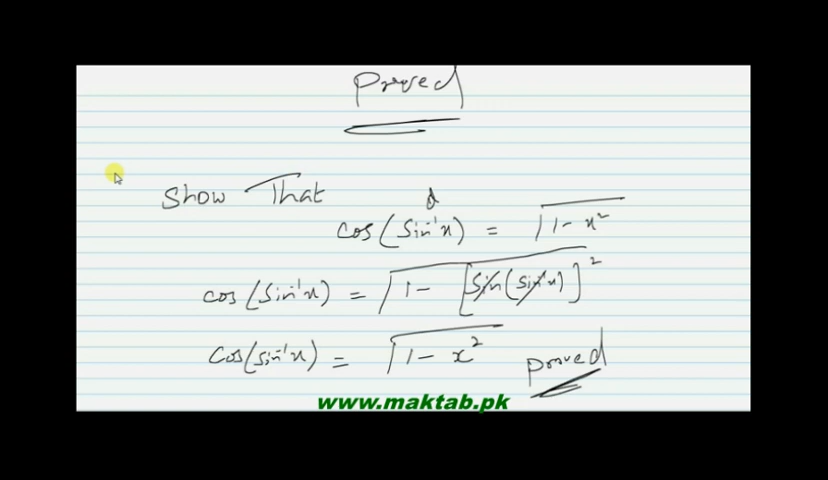 Proved
Show That
α
cos(Sin⁻¹x) = √1-x²
cos(Sin⁻¹x) = √1-[Sin(Sin⁻¹x)]²
cos(Sin⁻¹x) = √1-x² proved
www.maktab.pk